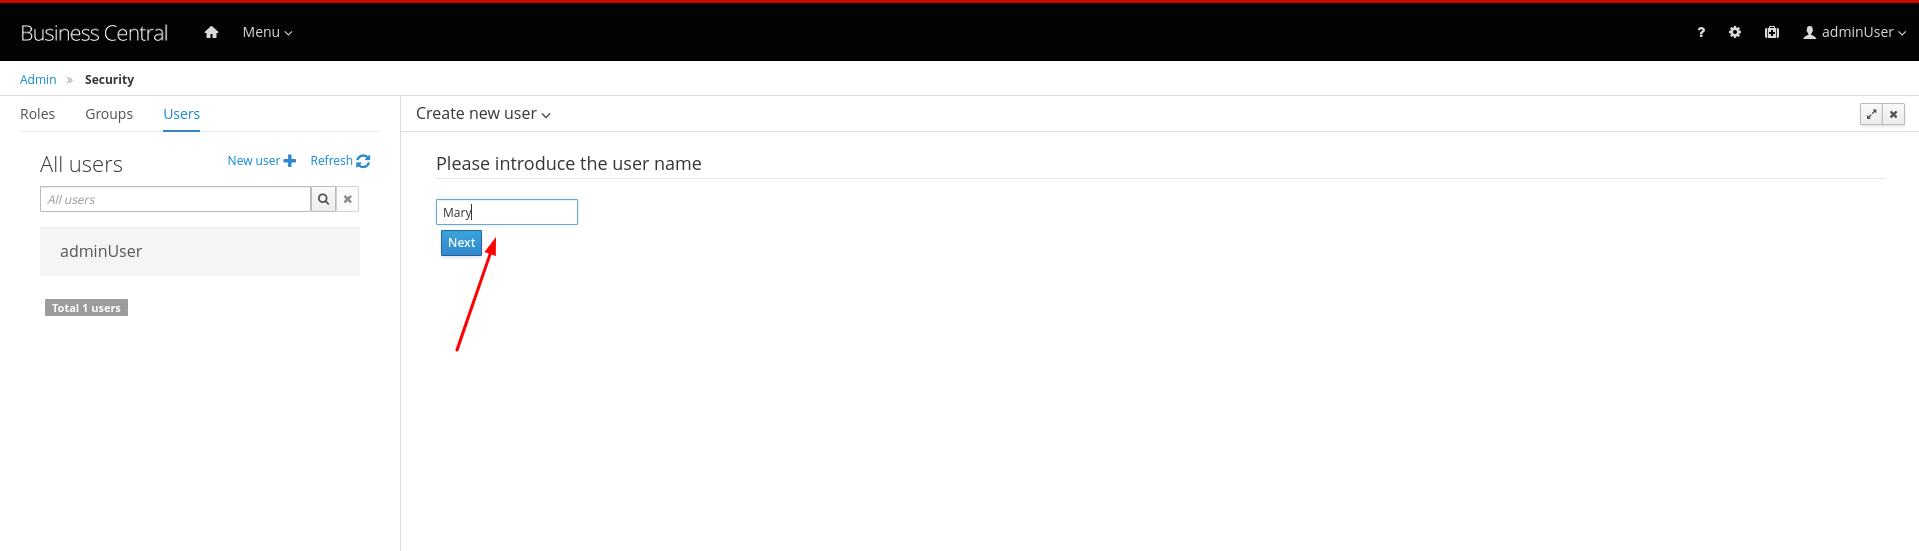 Business Central Menu ? adminUser
Admin » Security
Roles Groups Users
All users New user Refresh
All users
adminUser
Total 1 users
Create new user
Please introduce the user name
Mary
Next